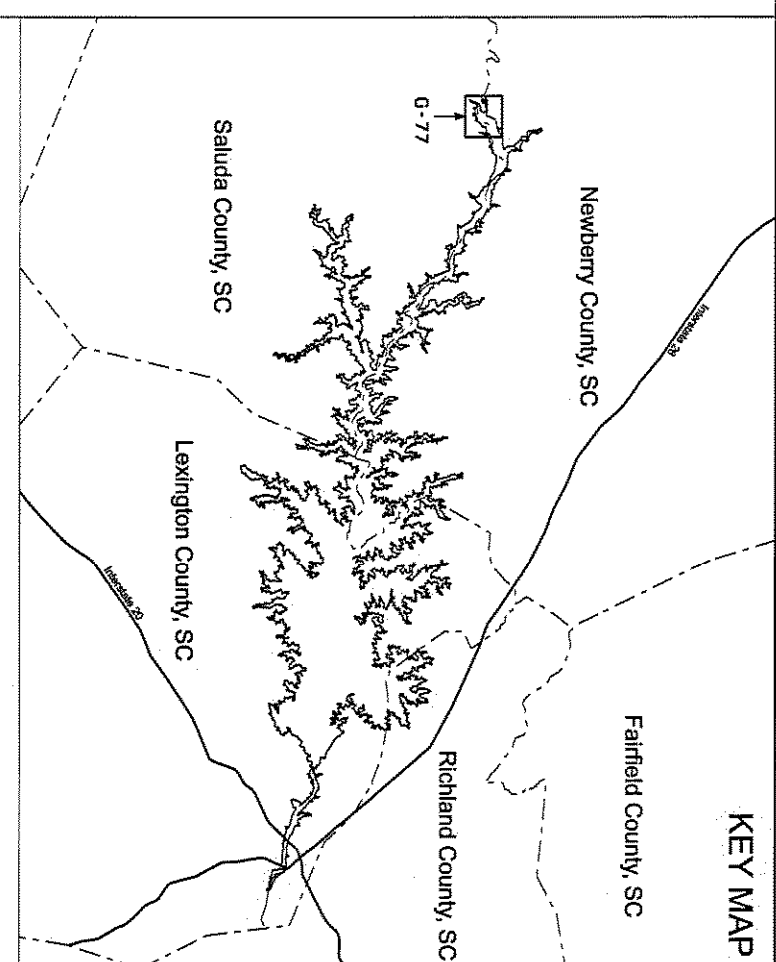 KEY MAP
Fairfield County, SC
Newberry County, SC
Interstate 26
Richland County, SC
G-77
Saluda County, SC
Lexington County, SC
Interstate 20